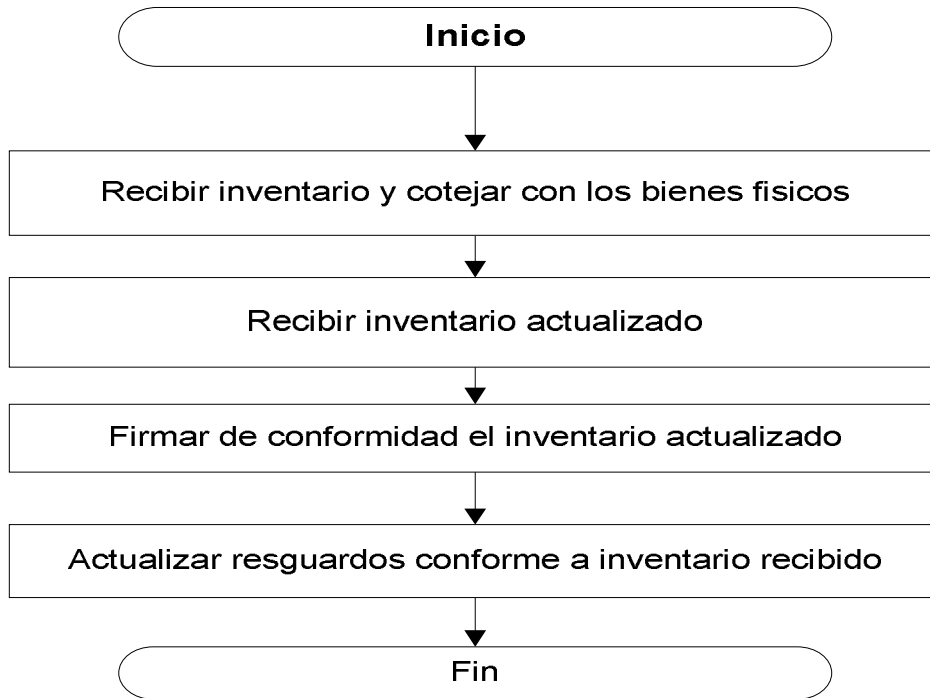 Inicio
Recibir inventario y cotejar con los bienes fisicos
Recibir inventario actualizado
Firmar de conformidad el inventario actualizado
Actualizar resguardos conforme a inventario recibido
Fin